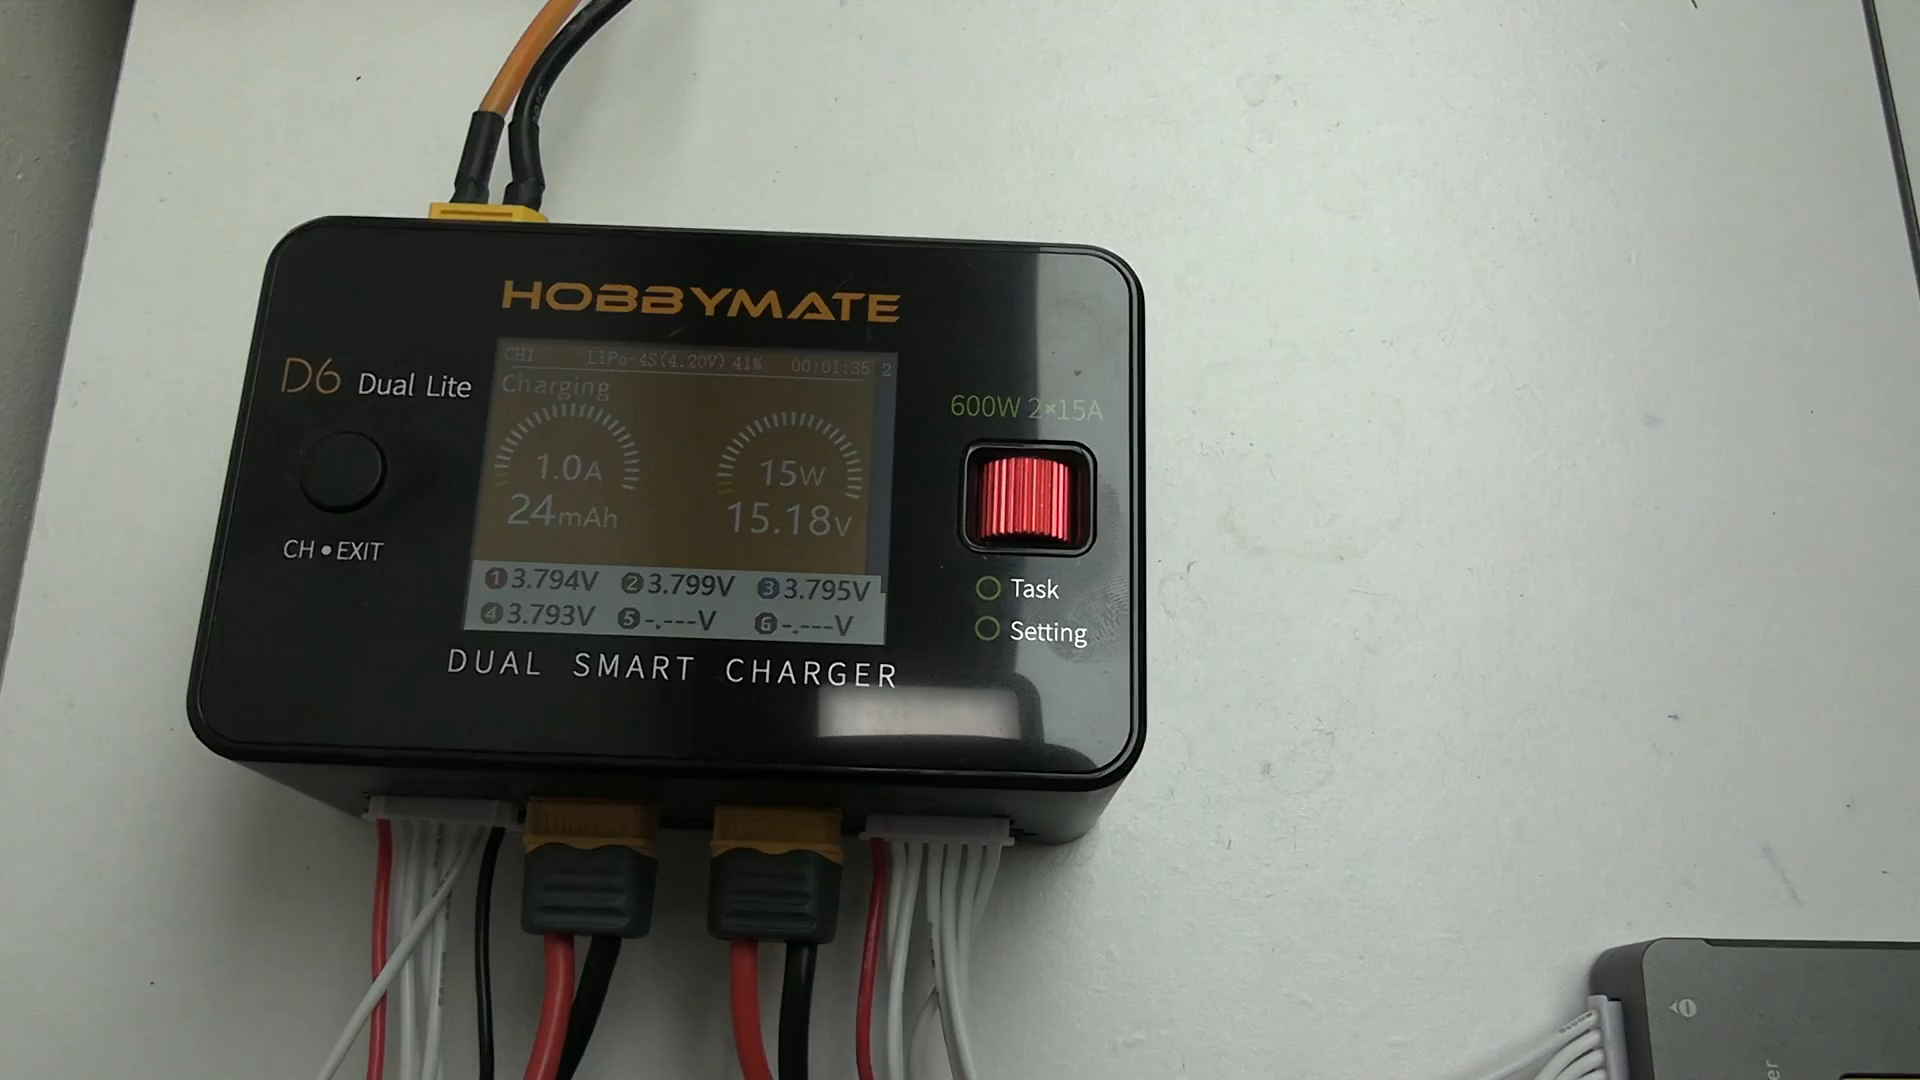 HOBBYMATE
D6 Dual Lite
CH1 LiPo-4S(4.20V) 41% 00:01:35 2
Charging
1.0A 15W
24mAh 15.18V
1 3.794V 2 3.799V 3 3.795V
4 3.793V 5 -.---V 6 -.---V
CH • EXIT
600W 2×15A
Task
Setting
DUAL SMART CHARGER